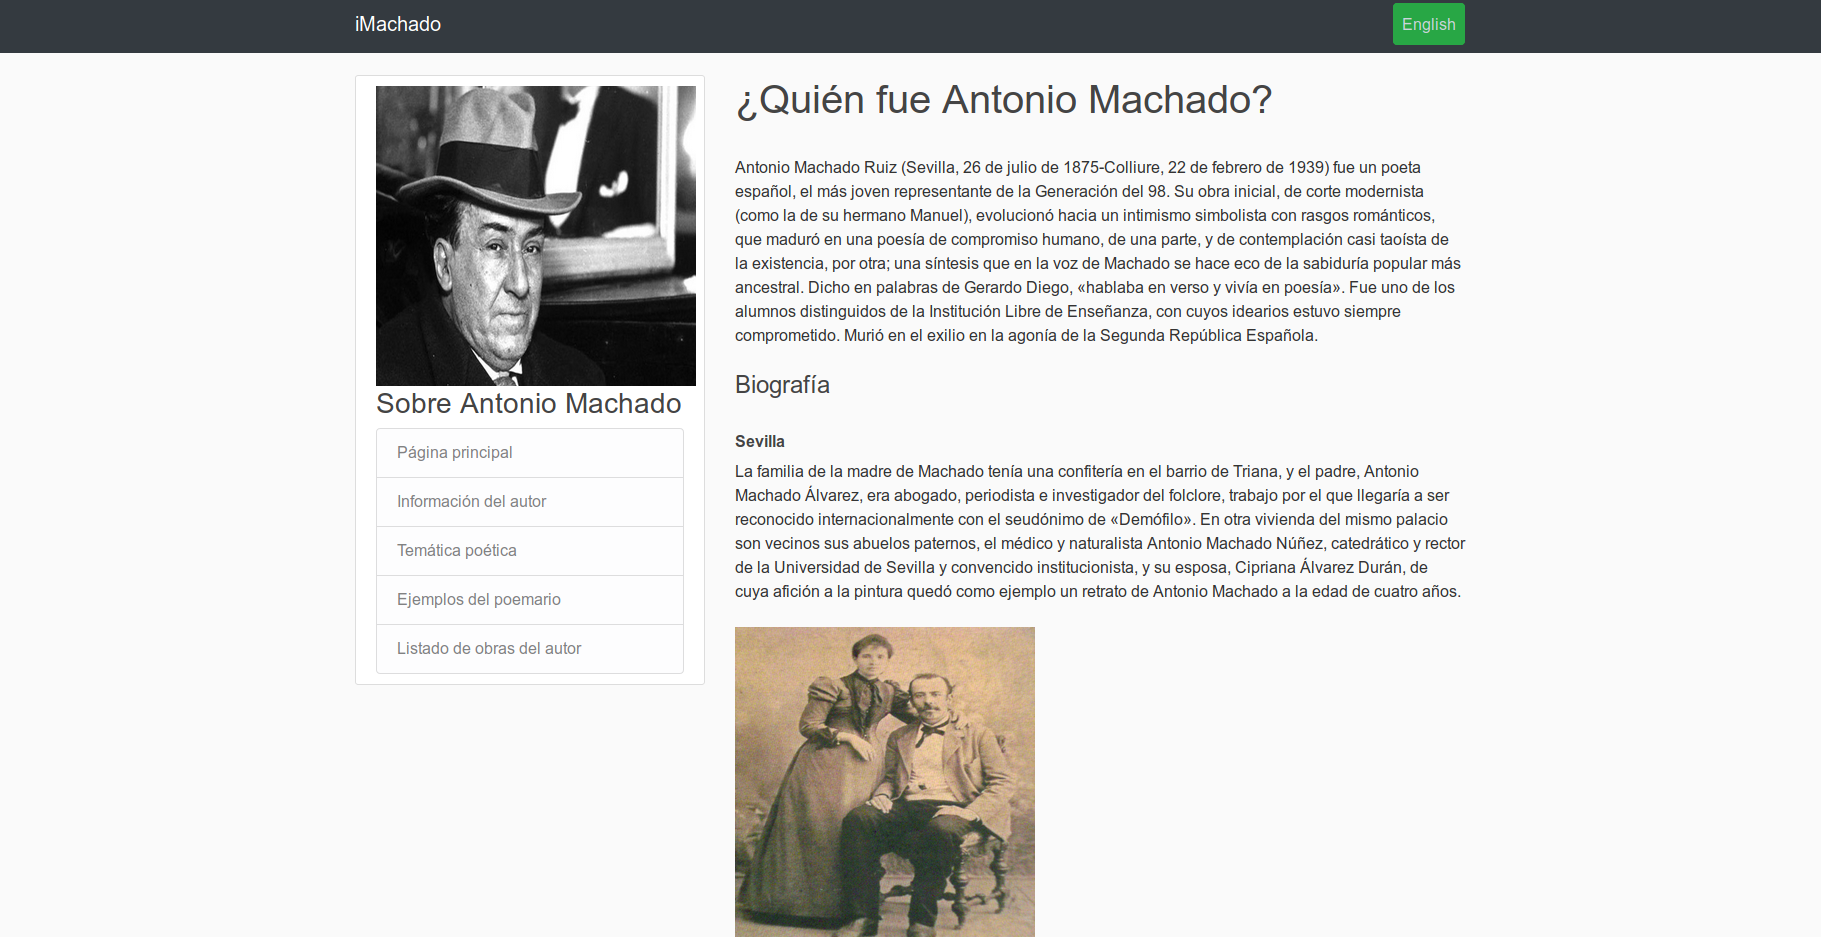 iMachado
English
Sobre Antonio Machado
Página principal
Información del autor
Temática poética
Ejemplos del poemario
Listado de obras del autor
¿Quién fue Antonio Machado?
Antonio Machado Ruiz (Sevilla, 26 de julio de 1875-Colliure, 22 de febrero de 1939) fue un poeta
español, el más joven representante de la Generación del 98. Su obra inicial, de corte modernista
(como la de su hermano Manuel), evolucionó hacia un intimismo simbolista con rasgos románticos,
que maduró en una poesía de compromiso humano, de una parte, y de contemplación casi taoísta de
la existencia, por otra; una síntesis que en la voz de Machado se hace eco de la sabiduría popular más
ancestral. Dicho en palabras de Gerardo Diego, «hablaba en verso y vivía en poesía». Fue uno de los
alumnos distinguidos de la Institución Libre de Enseñanza, con cuyos idearios estuvo siempre
comprometido. Murió en el exilio en la agonía de la Segunda República Española.
Biografía
Sevilla
La familia de la madre de Machado tenía una confitería en el barrio de Triana, y el padre, Antonio
Machado Álvarez, era abogado, periodista e investigador del folclore, trabajo por el que llegaría a ser
reconocido internacionalmente con el seudónimo de «Demófilo». En otra vivienda del mismo palacio
son vecinos sus abuelos paternos, el médico y naturalista Antonio Machado Núñez, catedrático y rector
de la Universidad de Sevilla y convencido institucionista, y su esposa, Cipriana Álvarez Durán, de
cuya afición a la pintura quedó como ejemplo un retrato de Antonio Machado a la edad de cuatro años.